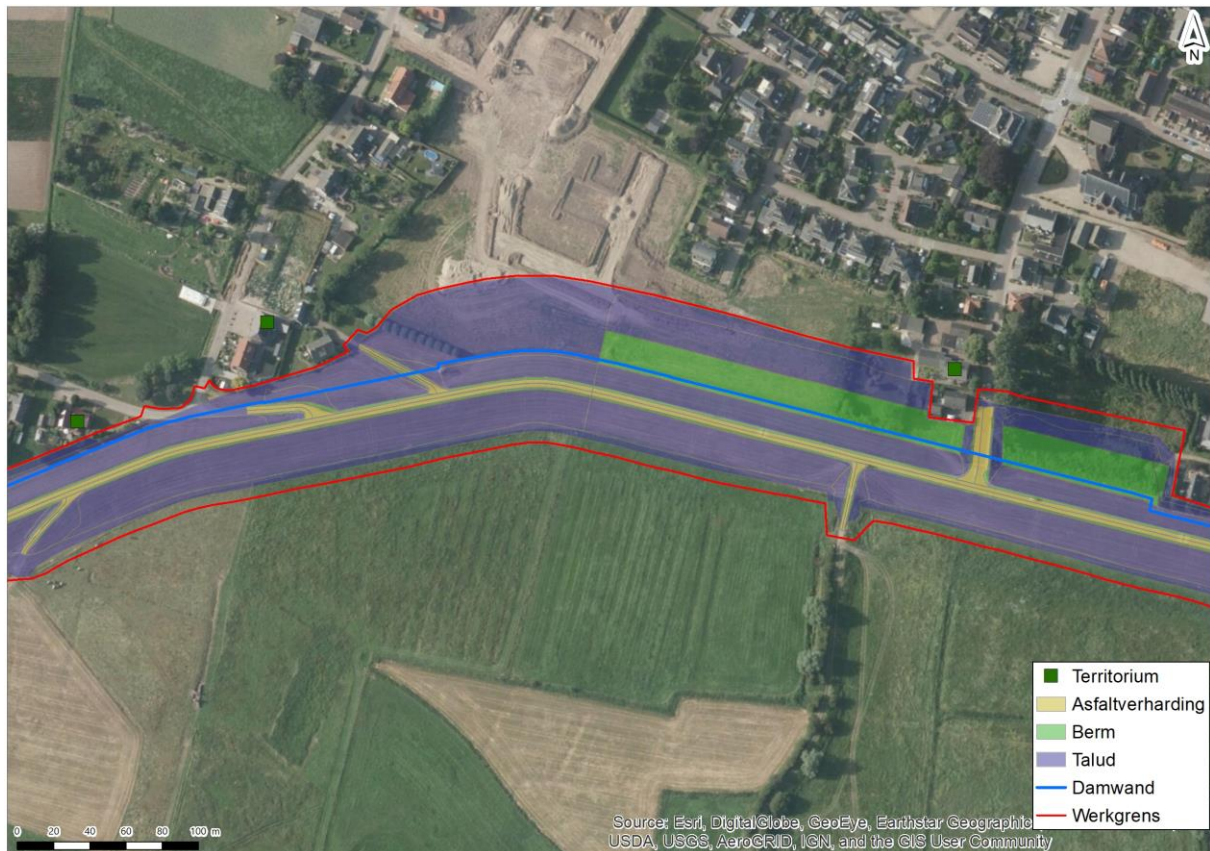 N
Territorium
Asfaltverharding
Berm
Talud
Damwand
Werkgrens
0 20 40 60 80 100 m
Source: Esri, DigitalGlobe, GeoEye, Earthstar Geographic
USDA, USGS, AeroGRID, IGN, and the GIS User Community